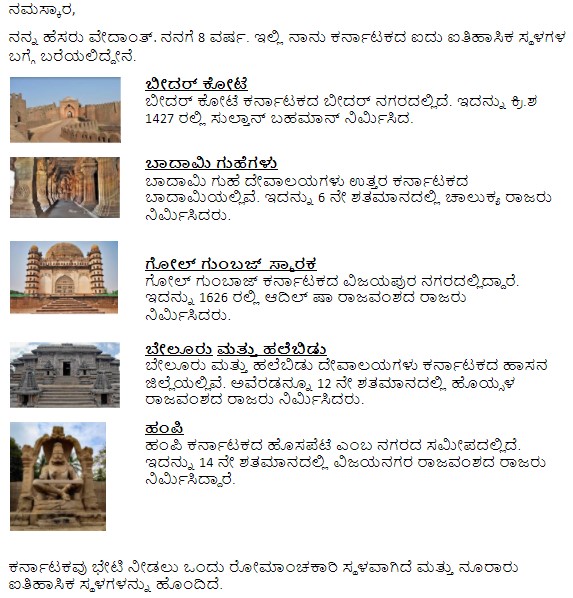 ನಮಸ್ಕಾರ,
ನನ್ನ ಹೆಸರು ವೇದಾಂತ್. ನನಗೆ 8 ವರ್ಷ. ಇಲ್ಲಿ ನಾನು ಕರ್ನಾಟಕದ ಐದು ಐತಿಹಾಸಿಕ ಸ್ಥಳಗಳ
ಬಗ್ಗೆ ಬರೆಯಲಿದ್ದೇನೆ.
ಬೀದರ್ ಕೋಟೆ
ಬೀದರ್ ಕೋಟೆ ಕರ್ನಾಟಕದ ಬೀದರ್ ನಗರದಲ್ಲಿದೆ. ಇದನ್ನು ಕ್ರಿ.ಶ
1427 ರಲ್ಲಿ ಸುಲ್ತಾನ್ ಬಹಮಾನ್ ನಿರ್ಮಿಸಿದ.
ಬಾದಾಮಿ ಗುಹೆಗಳು
ಬಾದಾಮಿ ಗುಹೆ ದೇವಾಲಯಗಳು ಉತ್ತರ ಕರ್ನಾಟಕದ
ಬಾದಾಮಿಯಲ್ಲಿವೆ. ಇದನ್ನು 6 ನೇ ಶತಮಾನದಲ್ಲಿ ಚಾಲುಕ್ಯ ರಾಜರು
ನಿರ್ಮಿಸಿದರು.
ಗೋಲ್ ಗುಂಬಜ್ ಸ್ಮಾರಕ
ಗೋಲ್ ಗುಂಬಾಜ್ ಕರ್ನಾಟಕದ ವಿಜಯಪುರ ನಗರದಲ್ಲಿದ್ದಾರೆ.
ಇದನ್ನು 1626 ರಲ್ಲಿ ಆದಿಲ್ ಷಾ ರಾಜವಂಶದ ರಾಜರು
ನಿರ್ಮಿಸಿದರು.
ಬೇಲೂರು ಮತ್ತು ಹಲೆಬಿಡು
ಬೇಲೂರು ಮತ್ತು ಹಲೆಬಿಡು ದೇವಾಲಯಗಳು ಕರ್ನಾಟಕದ ಹಾಸನ
ಜಿಲ್ಲೆಯಲ್ಲಿವೆ. ಅವೆರಡನ್ನೂ 12 ನೇ ಶತಮಾನದಲ್ಲಿ ಹೊಯ್ಸಳ
ರಾಜವಂಶದ ರಾಜರು ನಿರ್ಮಿಸಿದರು.
ಹಂಪಿ
ಹಂಪಿ ಕರ್ನಾಟಕದ ಹೊಸಪೆಟೆ ಎಂಬ ನಗರದ ಸಮೀಪದಲ್ಲಿದೆ.
ಇದನ್ನು 14 ನೇ ಶತಮಾನದಲ್ಲಿ ವಿಜಯನಗರ ರಾಜವಂಶದ ರಾಜರು
ನಿರ್ಮಿಸಿದ್ದಾರೆ.
ಕರ್ನಾಟಕವು ಭೇಟಿ ನೀಡಲು ಒಂದು ರೋಮಾಂಚಕಾರಿ ಸ್ಥಳವಾಗಿದೆ ಮತ್ತು ನೂರಾರು
ಐತಿಹಾಸಿಕ ಸ್ಥಳಗಳನ್ನು ಹೊಂದಿದೆ.